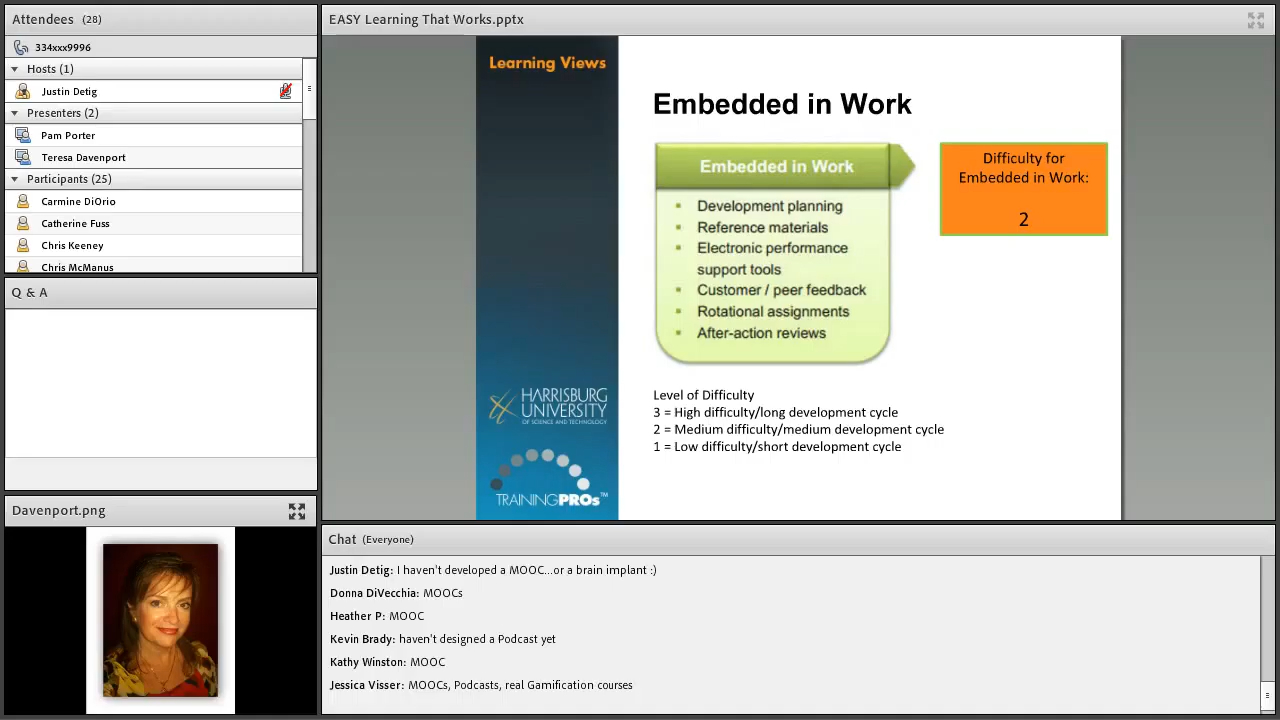 Attendees (28)
334xxx9996
Hosts (1)
Justin Detig
Presenters (2)
Pam Porter
Teresa Davenport
Participants (25)
Carmine DiOrio
Catherine Fuss
Chris Keeney
Chris McManus
Q & A
Davenport.png
EASY Learning That Works.pptx
Learning Views
HARRISBURG
UNIVERSITY
OF SCIENCE AND TECHNOLOGY
TRAININGPROs™
Embedded in Work
Embedded in Work
▪ Development planning
▪ Reference materials
▪ Electronic performance
support tools
▪ Customer / peer feedback
▪ Rotational assignments
▪ After-action reviews
Difficulty for
Embedded in Work:
2
Level of Difficulty
3 = High difficulty/long development cycle
2 = Medium difficulty/medium development cycle
1 = Low difficulty/short development cycle
Chat (Everyone)
Justin Detig: I haven't developed a MOOC...or a brain implant :)
Donna DiVecchia: MOOCs
Heather P: MOOC
Kevin Brady: haven't designed a Podcast yet
Kathy Winston: MOOC
Jessica Visser: MOOCs, Podcasts, real Gamification courses